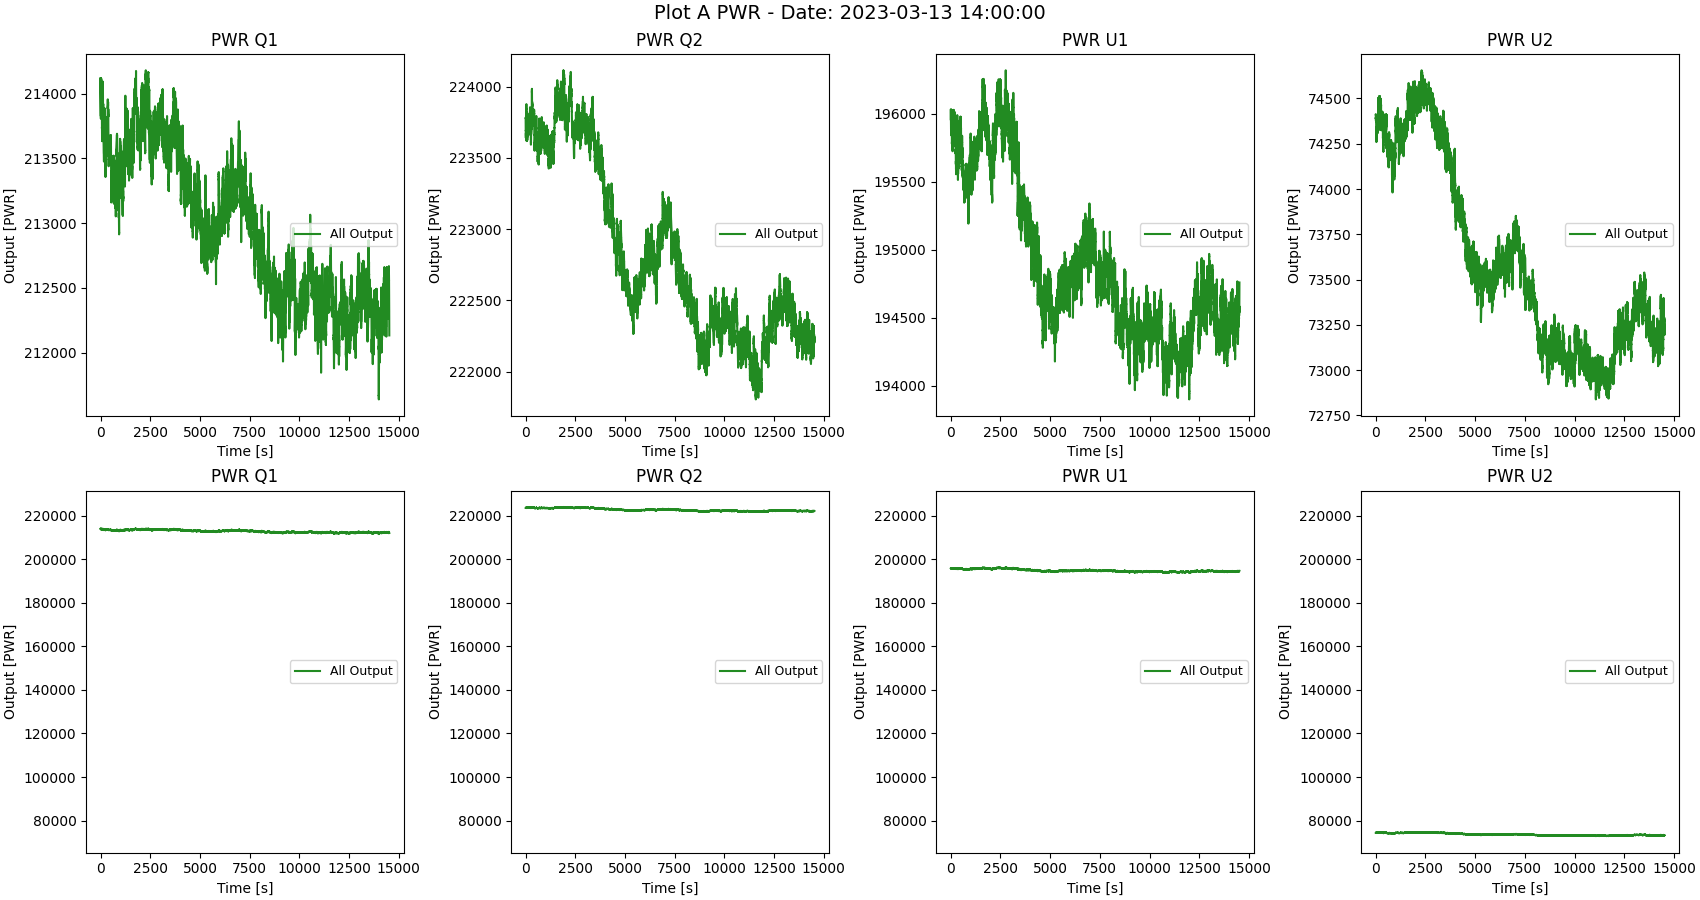 Plot A PWR - Date: 2023-03-13 14:00:00
PWR Q1
Output [PWR]
214000
213500
213000
212500
212000
All Output
0 2500 5000 7500 10000 12500 15000
Time [s]
PWR Q2
Output [PWR]
224000
223500
223000
222500
222000
All Output
0 2500 5000 7500 10000 12500 15000
Time [s]
PWR U1
Output [PWR]
196000
195500
195000
194500
194000
All Output
0 2500 5000 7500 10000 12500 15000
Time [s]
PWR U2
Output [PWR]
74500
74250
74000
73750
73500
73250
73000
72750
All Output
0 2500 5000 7500 10000 12500 15000
Time [s]
PWR Q1
Output [PWR]
220000
200000
180000
160000
140000
120000
100000
80000
All Output
0 2500 5000 7500 10000 12500 15000
Time [s]
PWR Q2
Output [PWR]
220000
200000
180000
160000
140000
120000
100000
80000
All Output
0 2500 5000 7500 10000 12500 15000
Time [s]
PWR U1
Output [PWR]
220000
200000
180000
160000
140000
120000
100000
80000
All Output
0 2500 5000 7500 10000 12500 15000
Time [s]
PWR U2
Output [PWR]
220000
200000
180000
160000
140000
120000
100000
80000
All Output
0 2500 5000 7500 10000 12500 15000
Time [s]